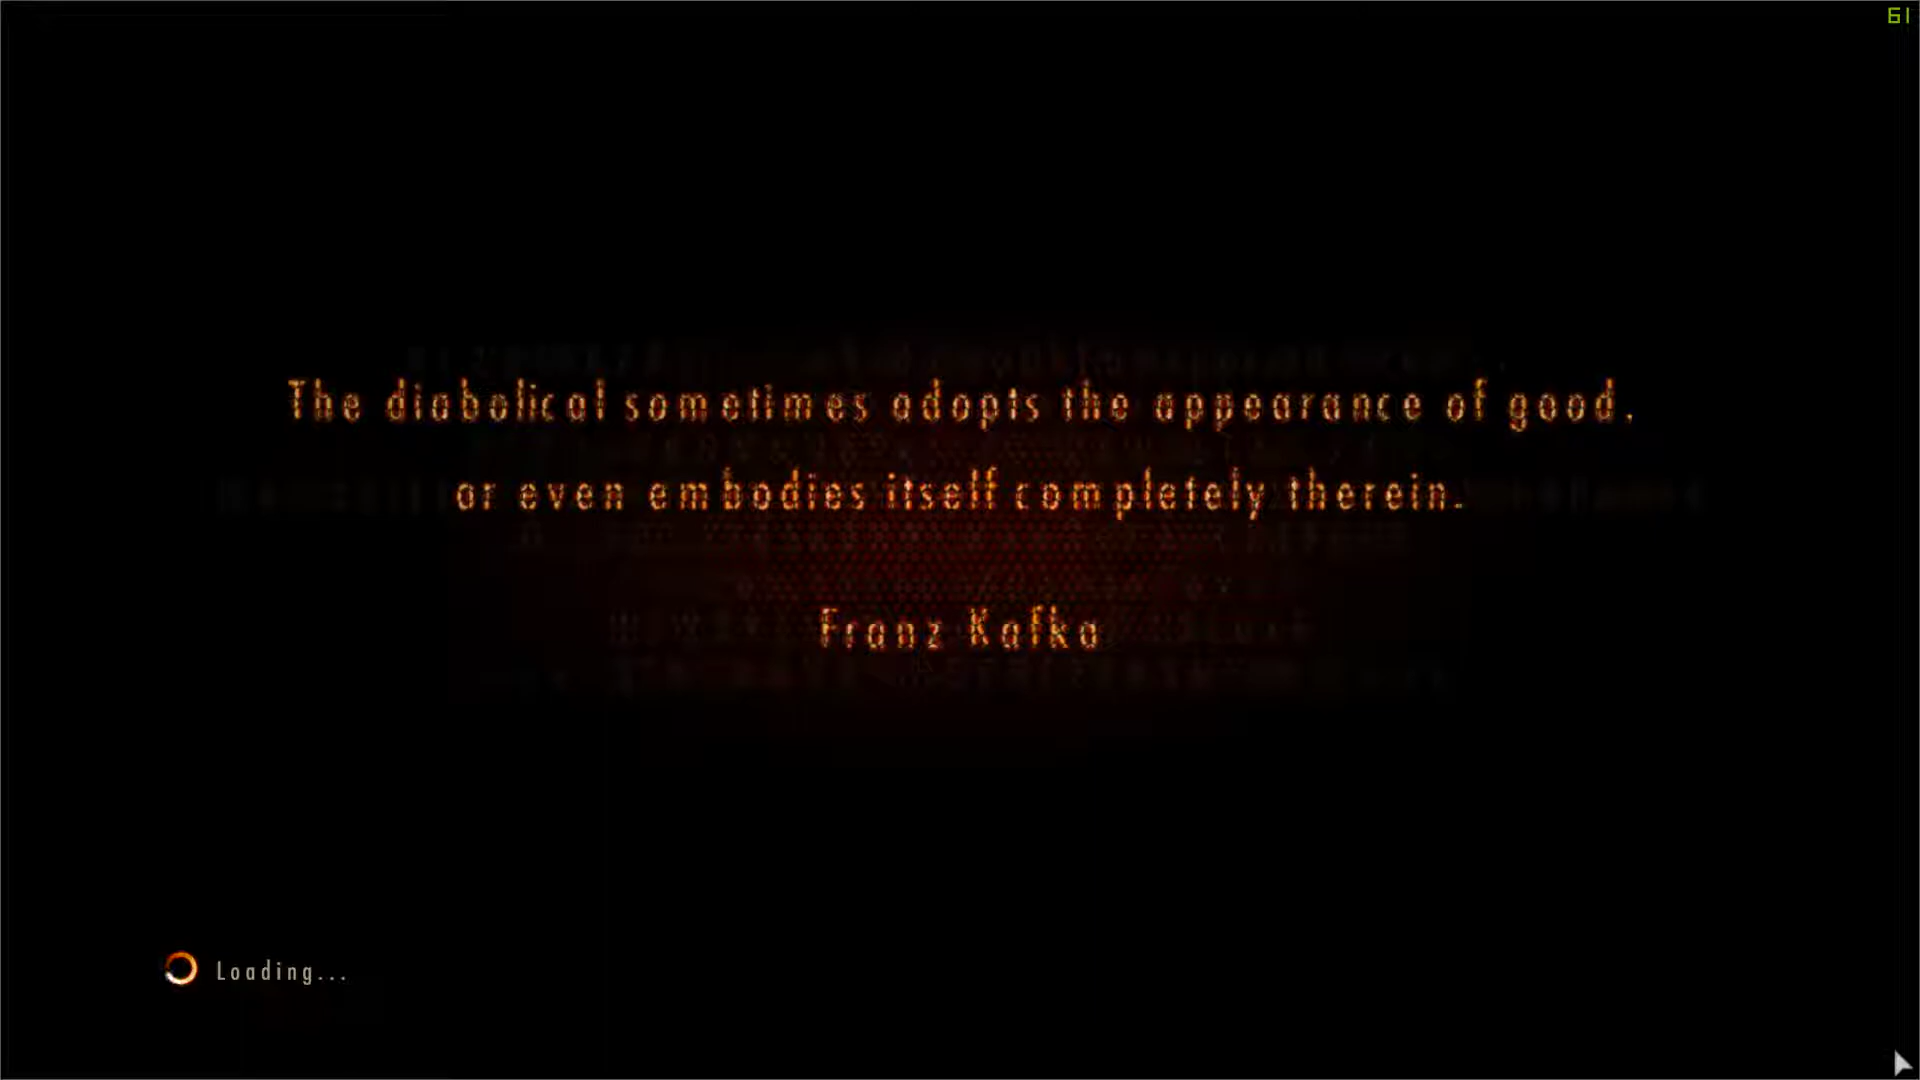 61
The diabolical sometimes adopts the appearance of good,
or even embodies itself completely therein.
Franz Kafka
Loading...